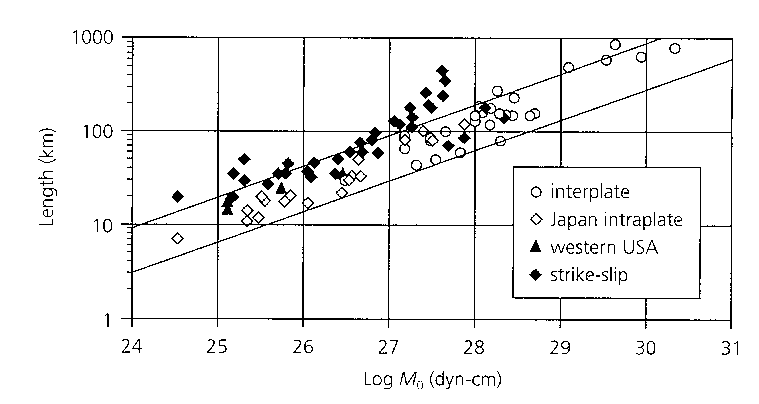 1000
100
10
1
Length (km)
24 25 26 27 28 29 30 31
Log M₀ (dyn-cm)
interplate
Japan intraplate
western USA
strike-slip